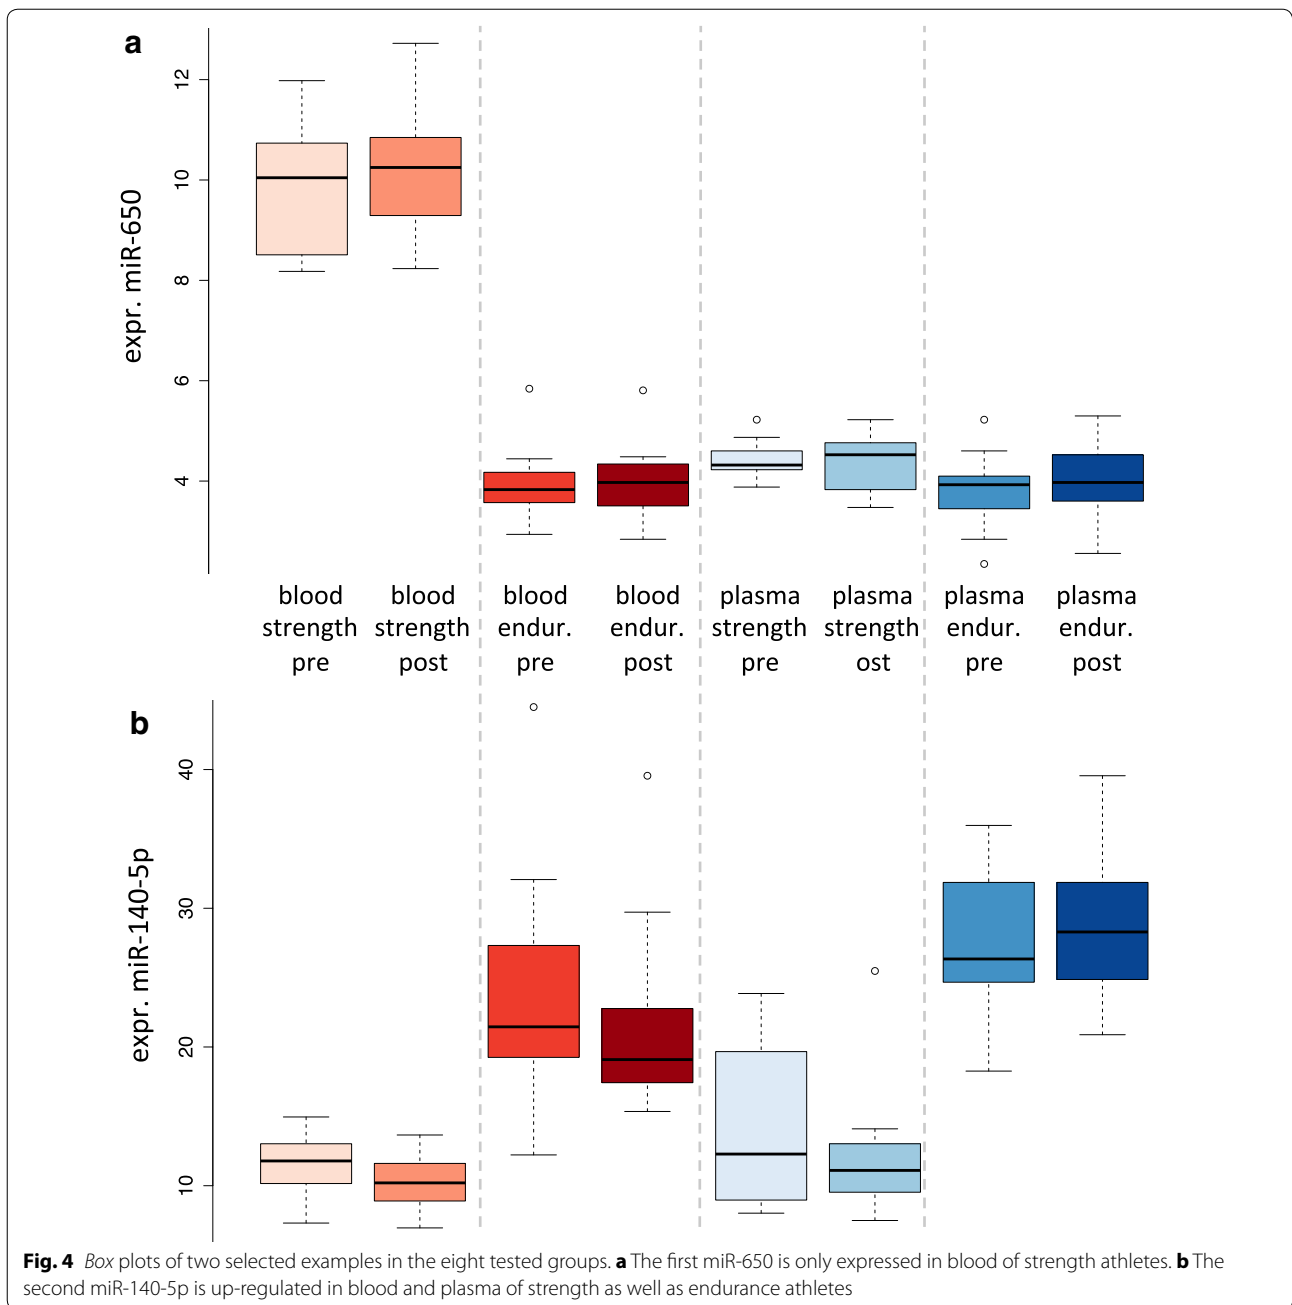 a
12
10
8
6
4
expr. miR-650
blood blood blood blood plasma plasma plasma plasma
strength strength endur. endur. strength strength endur. endur.
pre post pre post pre ost pre post
b
40
30
20
10
expr. miR-140-5p
Fig. 4 Box plots of two selected examples in the eight tested groups. a The first miR-650 is only expressed in blood of strength athletes. b The
second miR-140-5p is up-regulated in blood and plasma of strength as well as endurance athletes